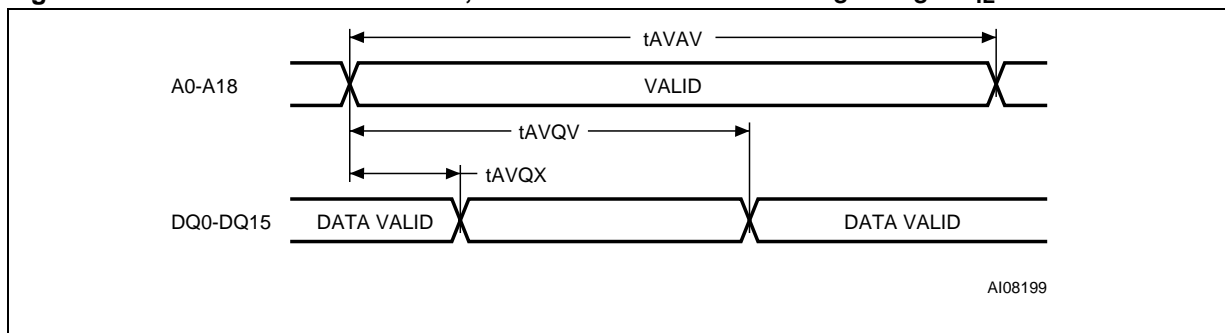 tAVAV
A0-A18 VALID
tAVQV
tAVQX
DQ0-DQ15 DATA VALID DATA VALID
AI08199